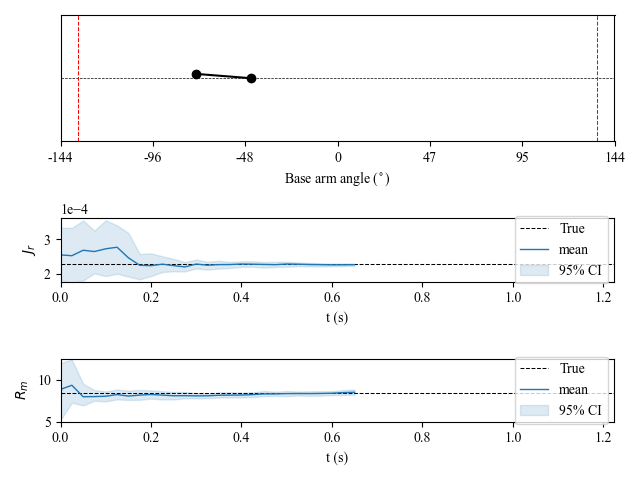 -144 -96 -48 0 47 95 144
Base arm angle (°)
1e−4
J_r
3
2
True
mean
95% CI
0.0 0.2 0.4 0.6 0.8 1.0 1.2
t (s)
R_m
10
5
True
mean
95% CI
0.0 0.2 0.4 0.6 0.8 1.0 1.2
t (s)